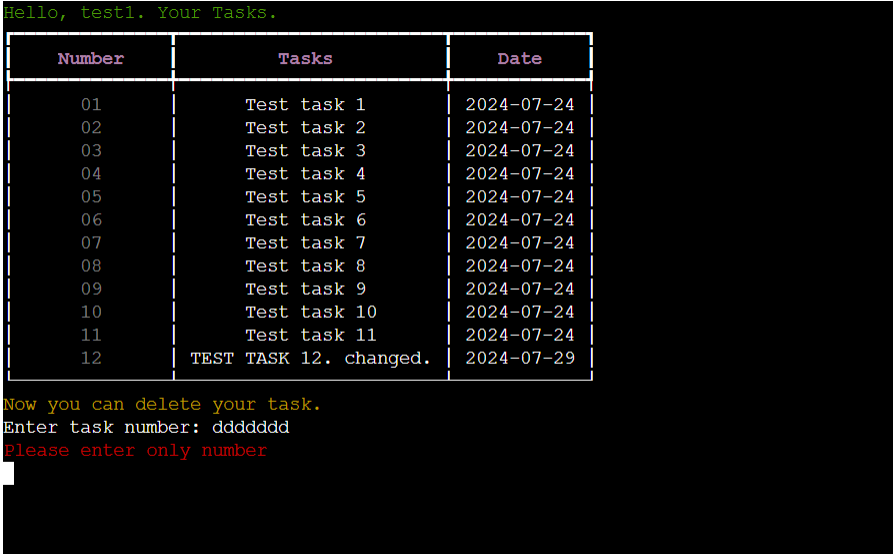 Hello, test1. Your Tasks.
Number Tasks Date
01 Test task 1 2024-07-24
02 Test task 2 2024-07-24
03 Test task 3 2024-07-24
04 Test task 4 2024-07-24
05 Test task 5 2024-07-24
06 Test task 6 2024-07-24
07 Test task 7 2024-07-24
08 Test task 8 2024-07-24
09 Test task 9 2024-07-24
10 Test task 10 2024-07-24
11 Test task 11 2024-07-24
12 TEST TASK 12. changed. 2024-07-29
Now you can delete your task.
Enter task number: ddddddd
Please enter only number